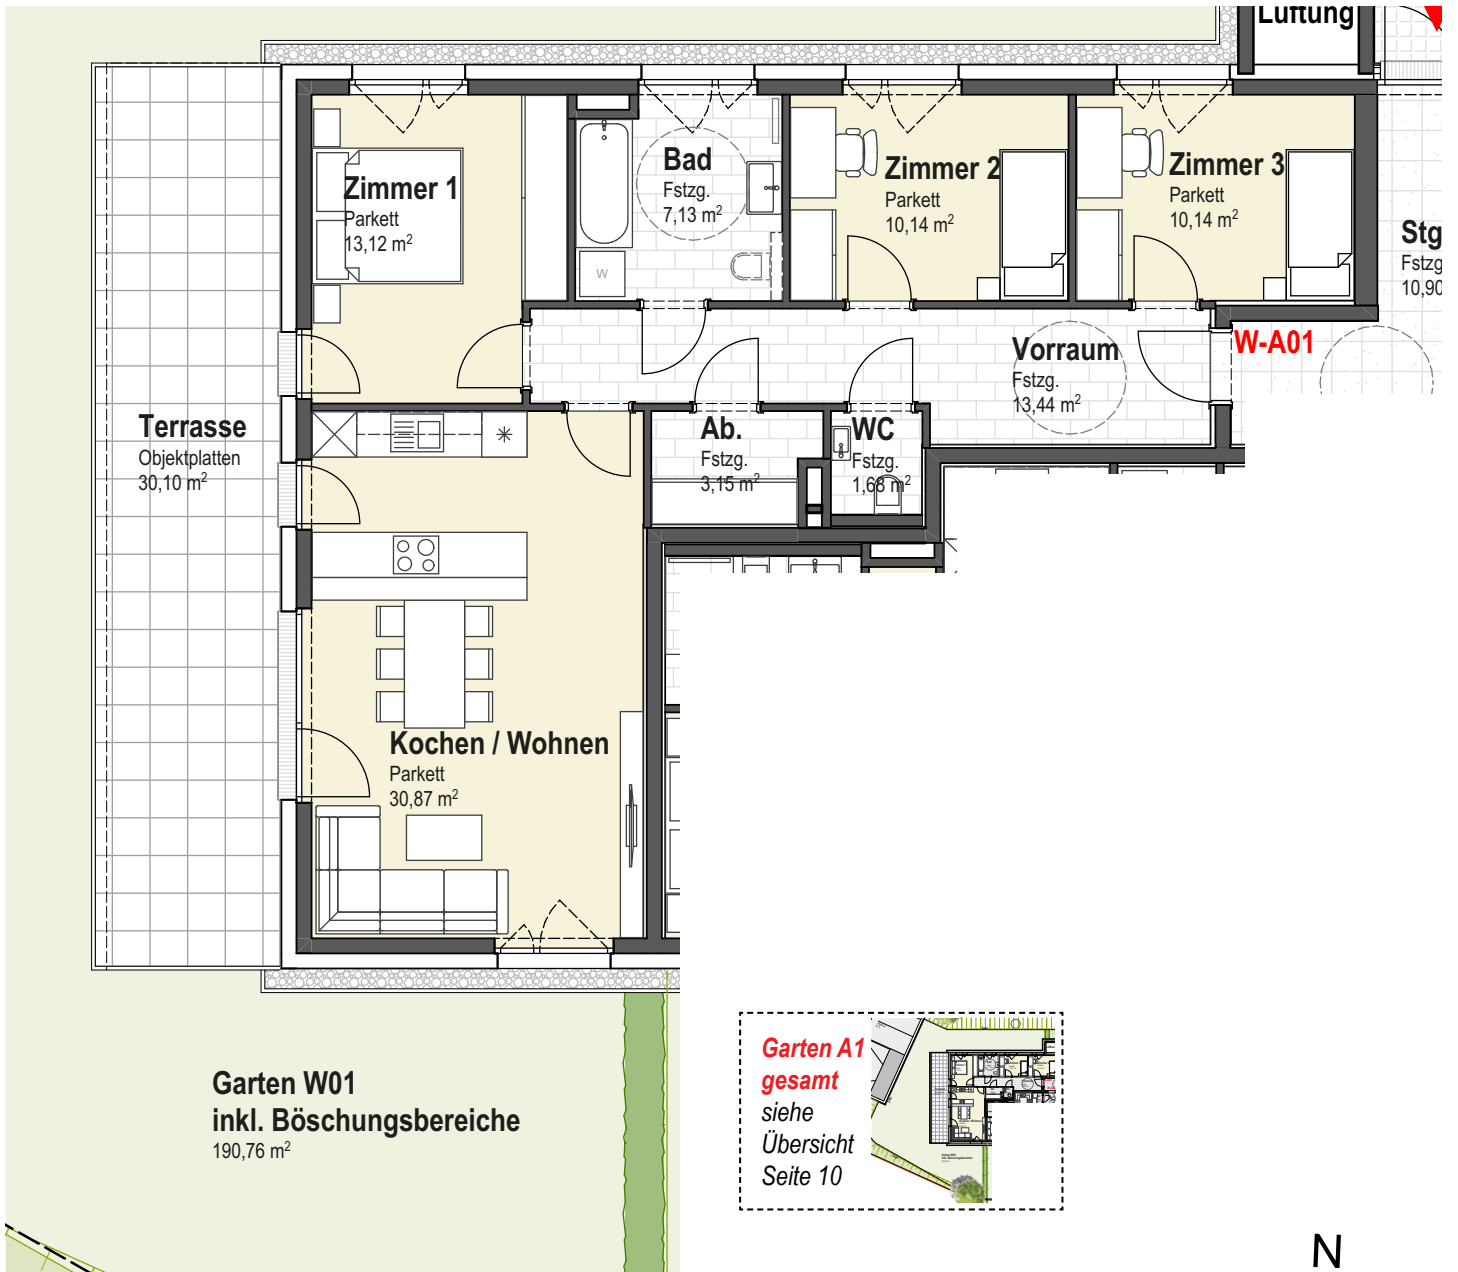 Lüftung
Zimmer 1
Parkett
13,12 m²
Bad
Fstzg.
7,13 m²
W
Zimmer 2
Parkett
10,14 m²
Zimmer 3
Parkett
10,14 m²
Stg
Fstzg
10,90
Vorraum
Fstzg.
13,44 m²
W-A01
Terrasse
Objektplatten
30,10 m²
Ab.
Fstzg.
3,15 m²
WC
Fstzg.
1,68 m²
Kochen / Wohnen
Parkett
30,87 m²
Garten W01
inkl. Böschungsbereiche
190,76 m²
Garten A1
gesamt
siehe
Übersicht
Seite 10
N